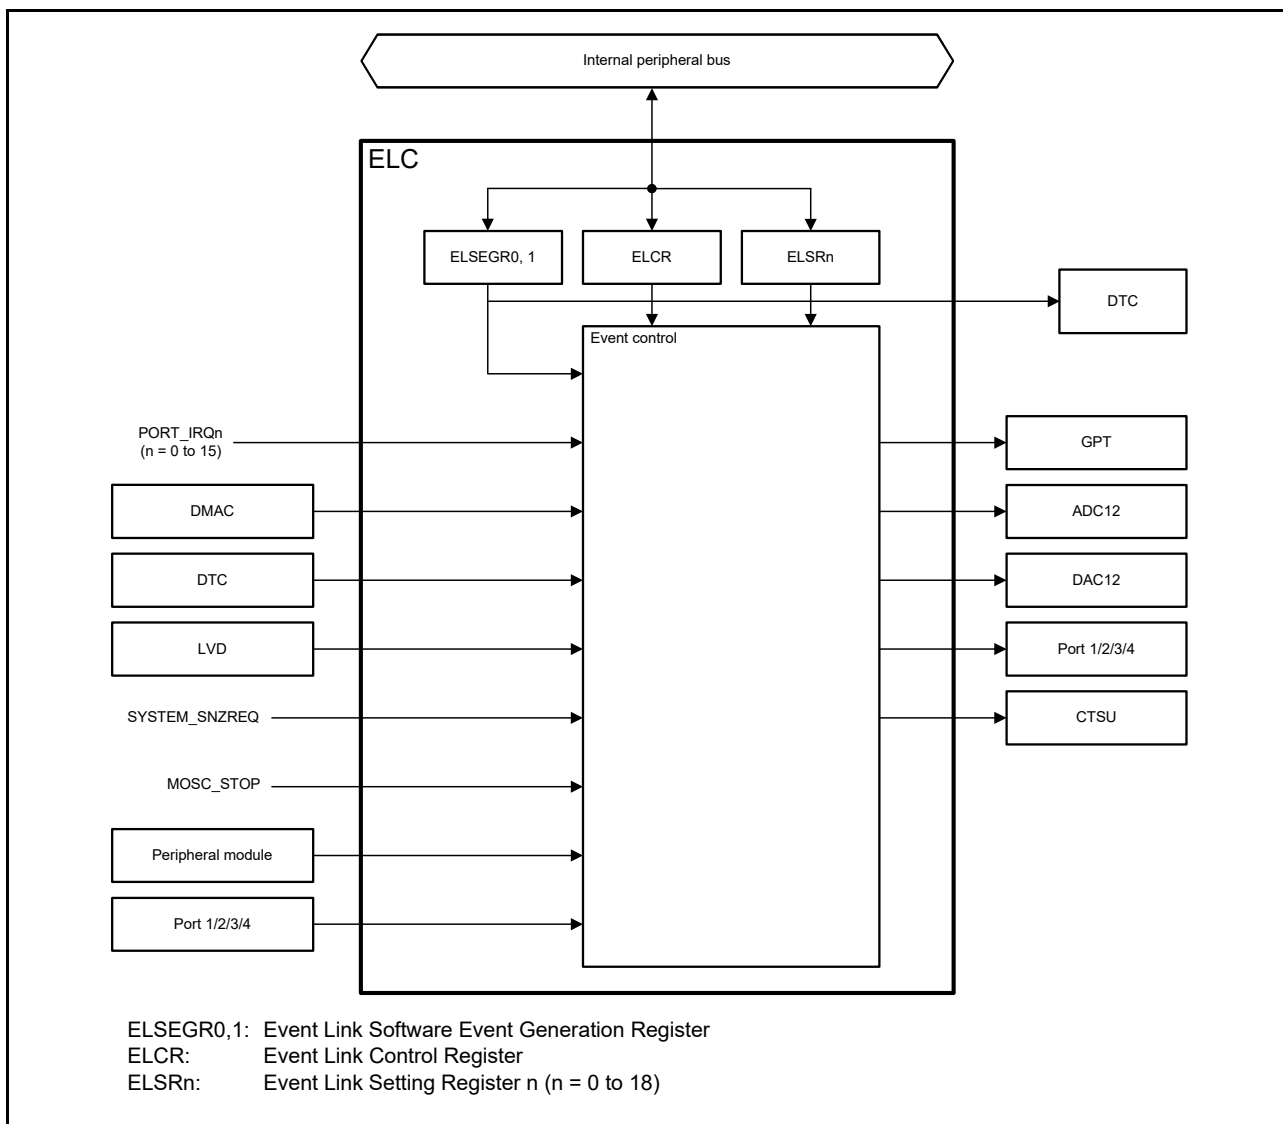 Internal peripheral bus
ELC
ELSEGR0, 1
ELCR
ELSRn
DTC
Event control
PORT_IRQn
(n = 0 to 15)
GPT
DMAC
ADC12
DTC
DAC12
LVD
Port 1/2/3/4
SYSTEM_SNZREQ
CTSU
MOSC_STOP
Peripheral module
Port 1/2/3/4
ELSEGR0,1: Event Link Software Event Generation Register
ELCR: Event Link Control Register
ELSRn: Event Link Setting Register n (n = 0 to 18)